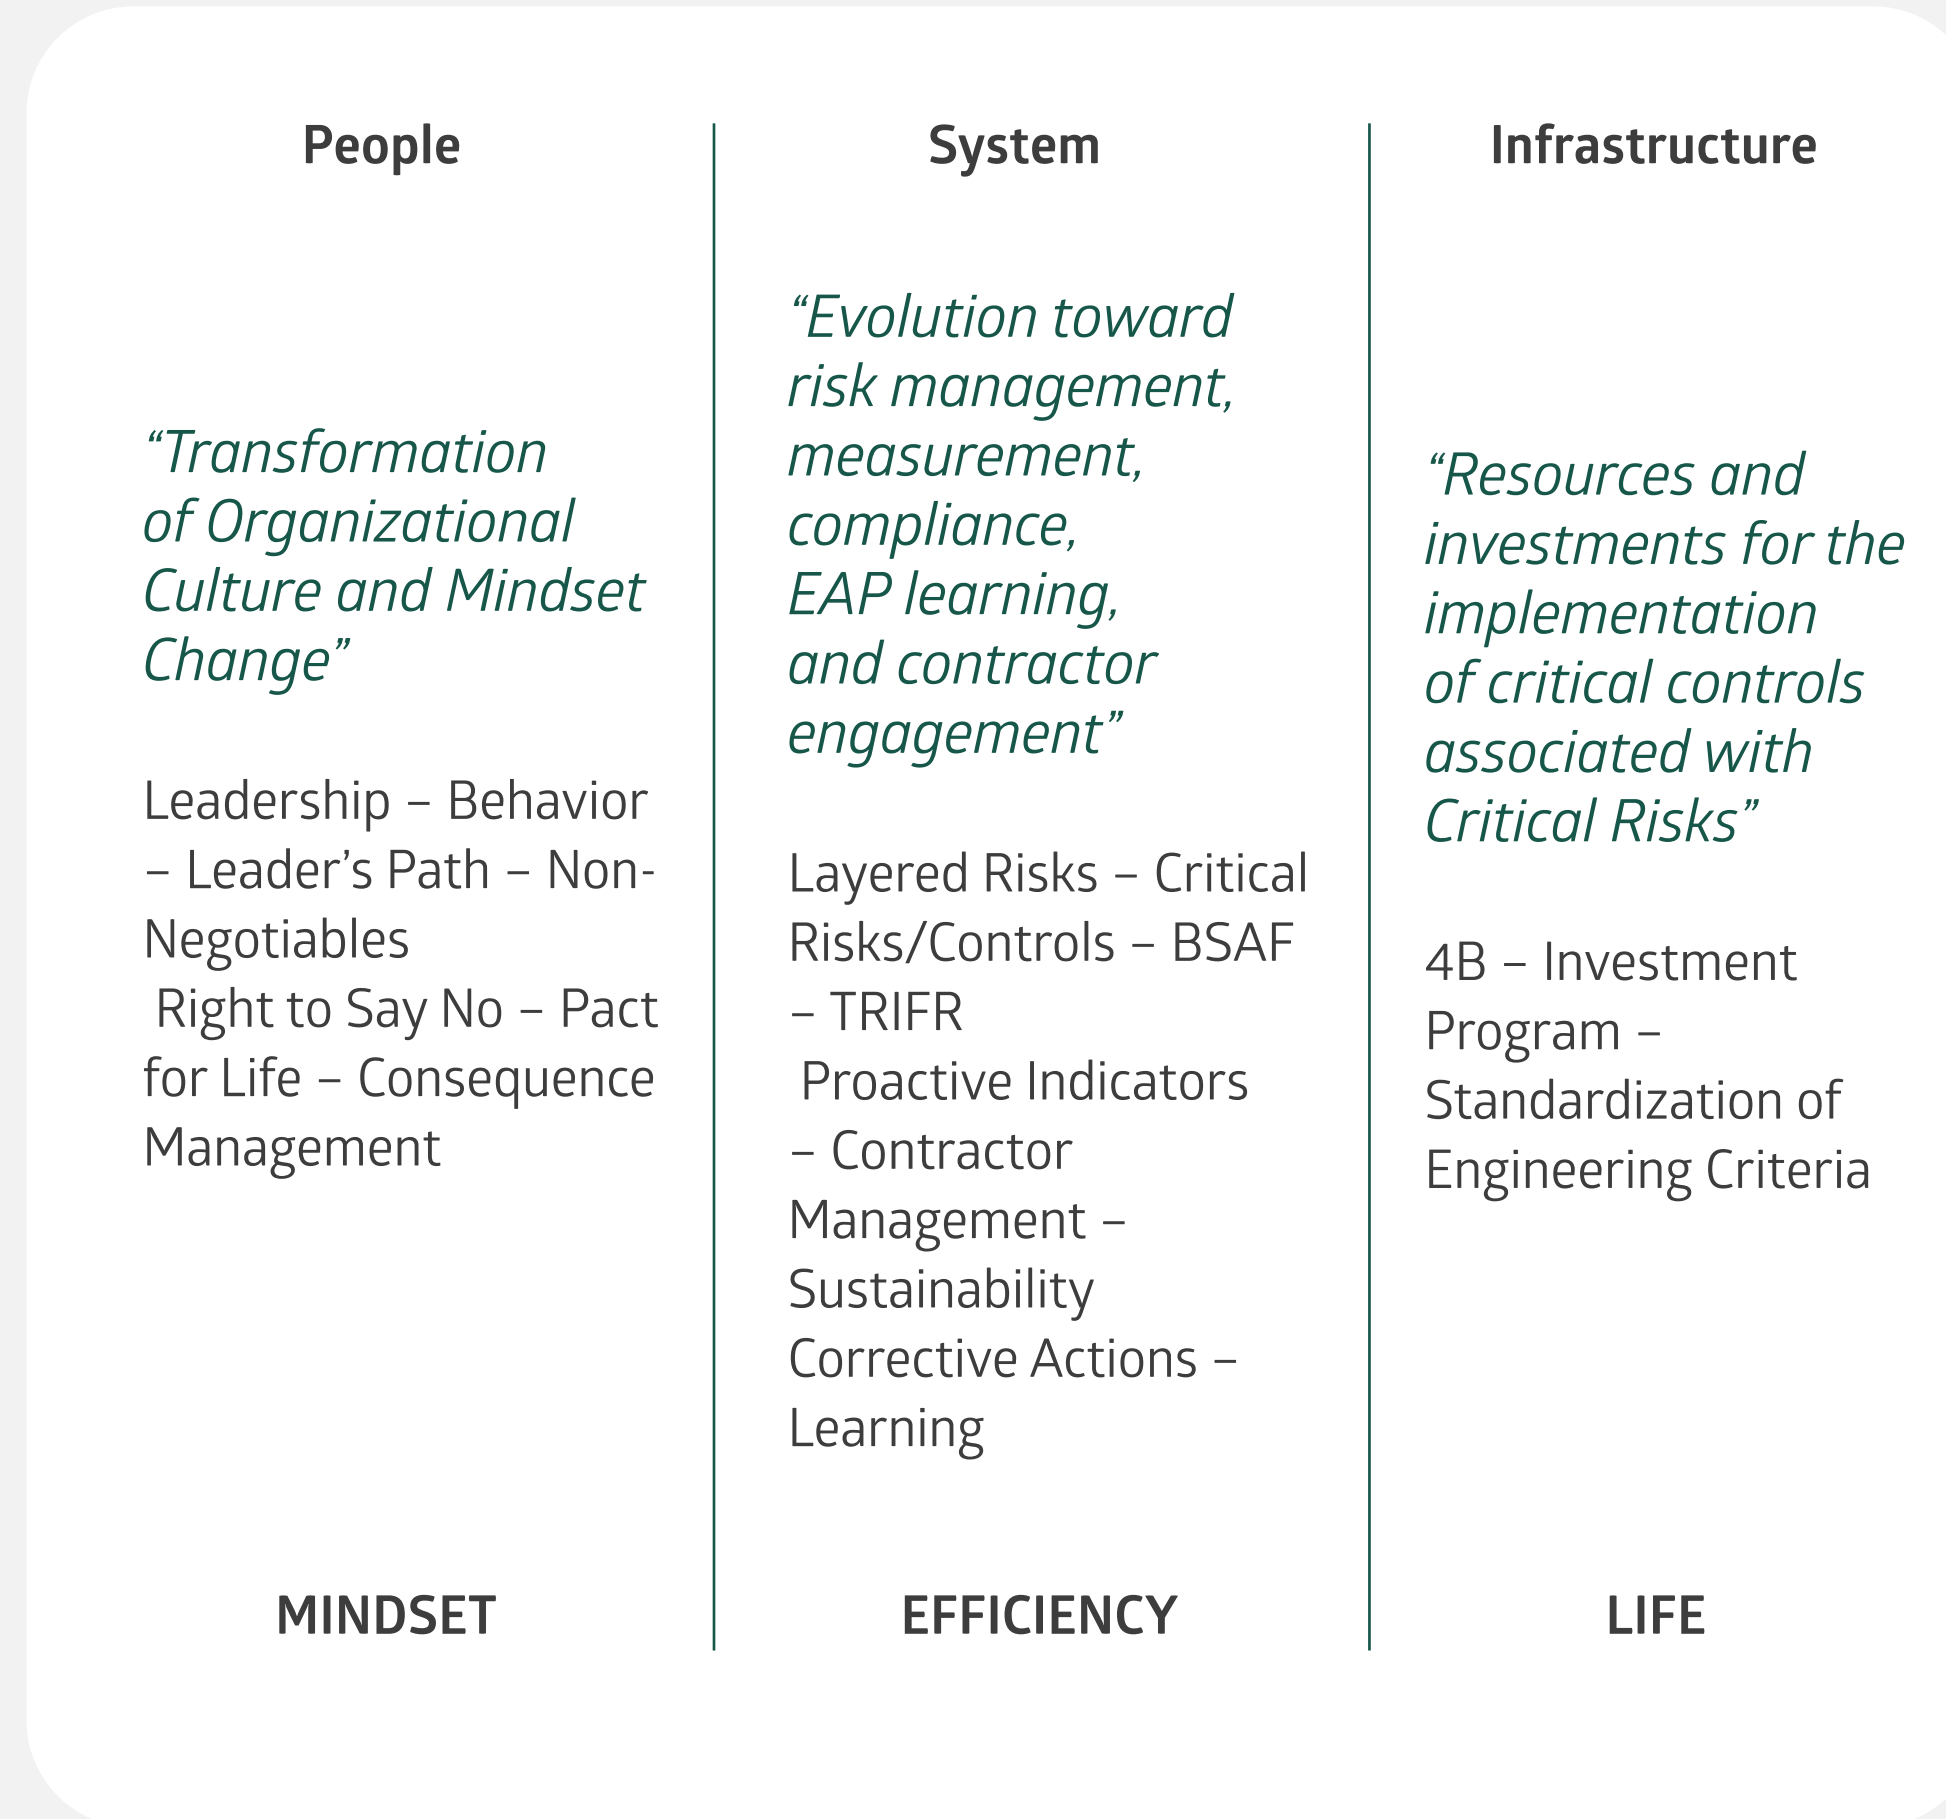 People
“Transformation
of Organizational
Culture and Mindset
Change”
Leadership – Behavior
– Leader’s Path – Non-
Negotiables
Right to Say No – Pact
for Life – Consequence
Management
MINDSET
System
“Evolution toward
risk management,
measurement,
compliance,
EAP learning,
and contractor
engagement”
Layered Risks – Critical
Risks/Controls – BSAF
– TRIFR
Proactive Indicators
– Contractor
Management –
Sustainability
Corrective Actions –
Learning
EFFICIENCY
Infrastructure
“Resources and
investments for the
implementation
of critical controls
associated with
Critical Risks”
4B – Investment
Program –
Standardization of
Engineering Criteria
LIFE